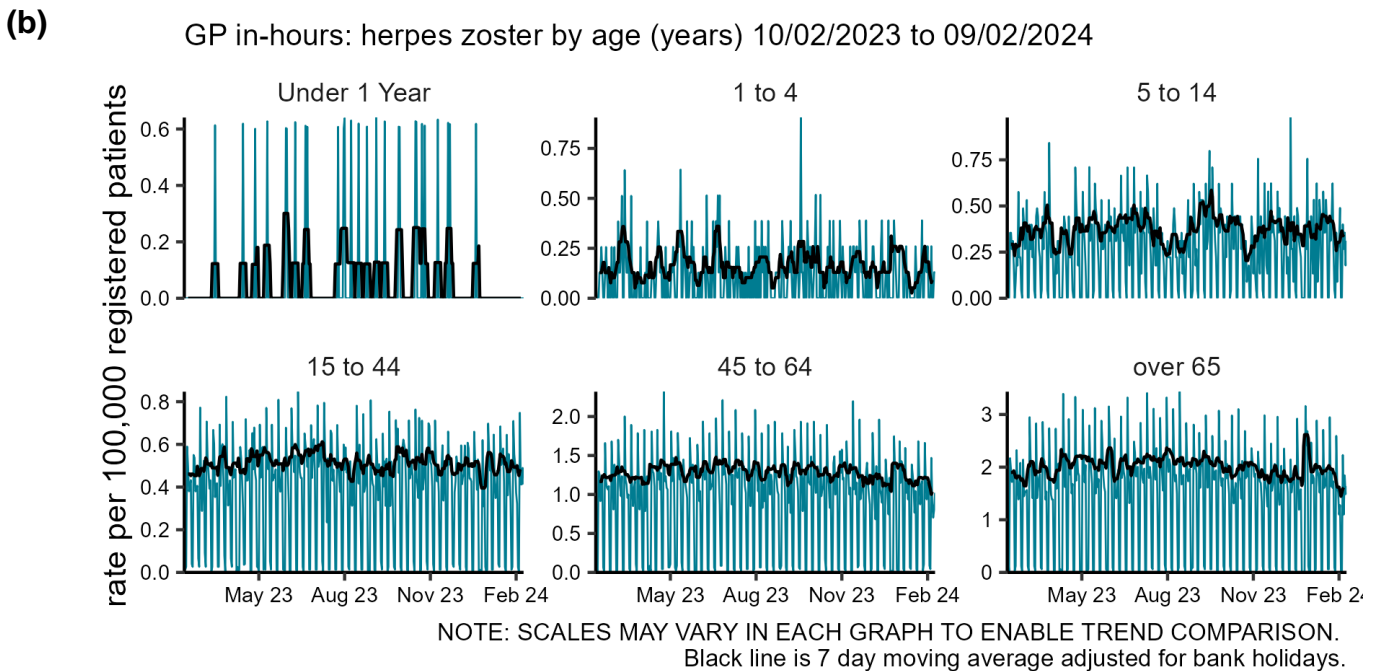 (b)
GP in-hours: herpes zoster by age (years) 10/02/2023 to 09/02/2024
rate per 100,000 registered patients
Under 1 Year
0.6
0.4
0.2
0.0
1 to 4
0.75
0.50
0.25
0.00
5 to 14
0.75
0.50
0.25
0.00
15 to 44
0.8
0.6
0.4
0.2
0.0
May 23 Aug 23 Nov 23 Feb 24
45 to 64
2.0
1.5
1.0
0.5
0.0
May 23 Aug 23 Nov 23 Feb 24
over 65
3
2
1
0
May 23 Aug 23 Nov 23 Feb 2
NOTE: SCALES MAY VARY IN EACH GRAPH TO ENABLE TREND COMPARISON.
Black line is 7 day moving average adjusted for bank holidays.